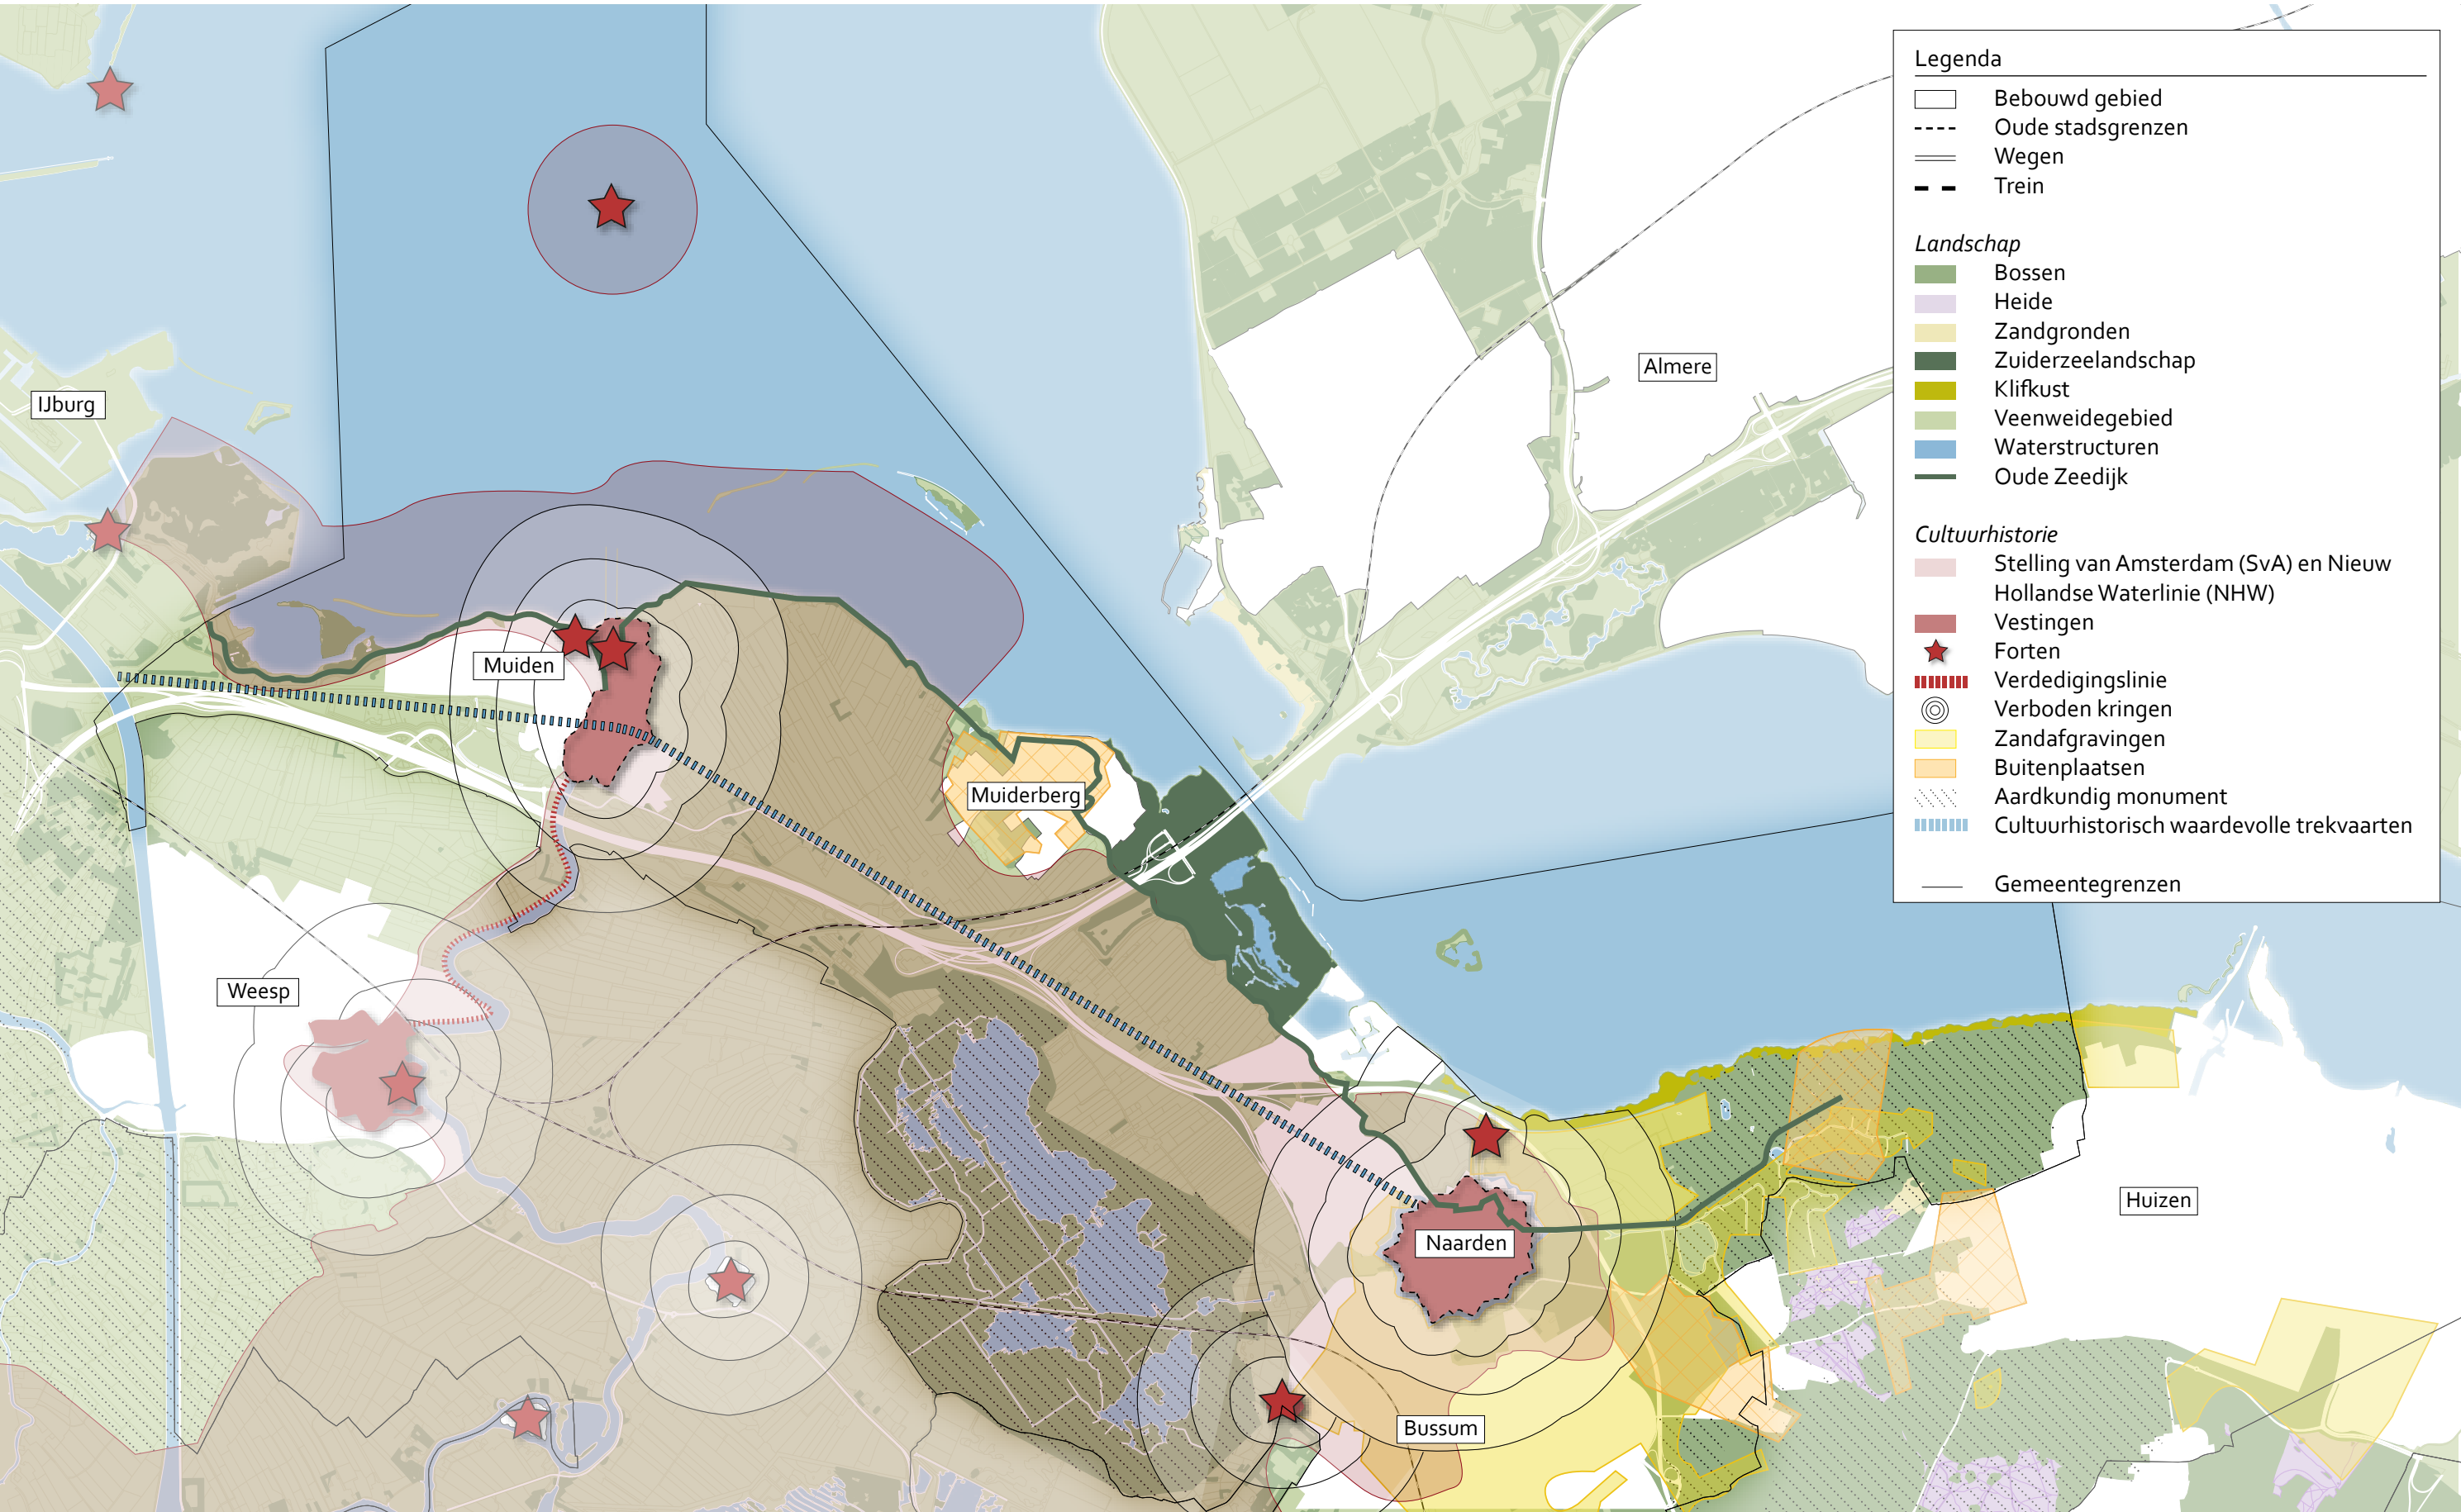 IJburg
Muiden
Weesp
Muiderberg
Almere
Naarden
Bussum
Huizen
Legenda
Bebouwd gebied
Oude stadsgrenzen
Wegen
Trein
Landschap
Bossen
Heide
Zandgronden
Zuiderzeelandschap
Klifkust
Veenweidegebied
Waterstructuren
Oude Zeedijk
Cultuurhistorie
Stelling van Amsterdam (SvA) en Nieuw
Hollandse Waterlinie (NHW)
Vestingen
Forten
Verdedigingslinie
Verboden kringen
Zandafgravingen
Buitenplaatsen
Aardkundig monument
Cultuurhistorisch waardevolle trekvaarten
Gemeentegrenzen